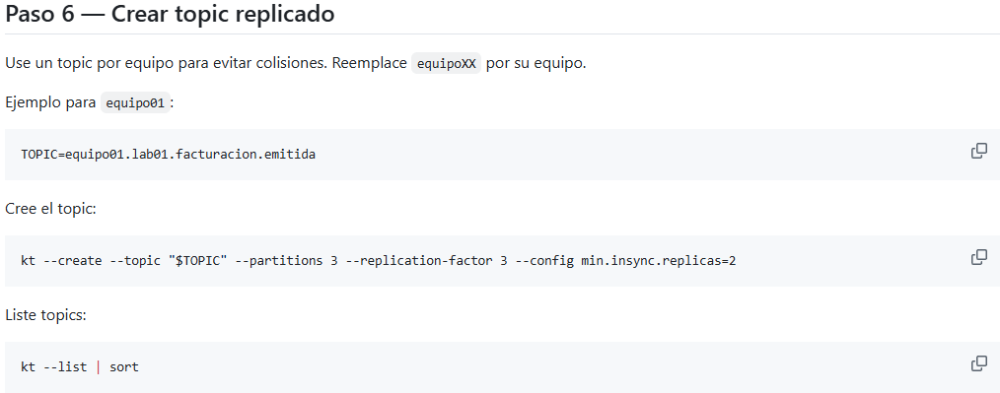 Paso 6 — Crear topic replicado
Use un topic por equipo para evitar colisiones. Reemplace equipoXX por su equipo.
Ejemplo para equipo01:
TOPIC=equipo01.lab01.facturacion.emitida
Cree el topic:
kt --create --topic "$TOPIC" --partitions 3 --replication-factor 3 --config min.insync.replicas=2
Liste topics:
kt --list | sort